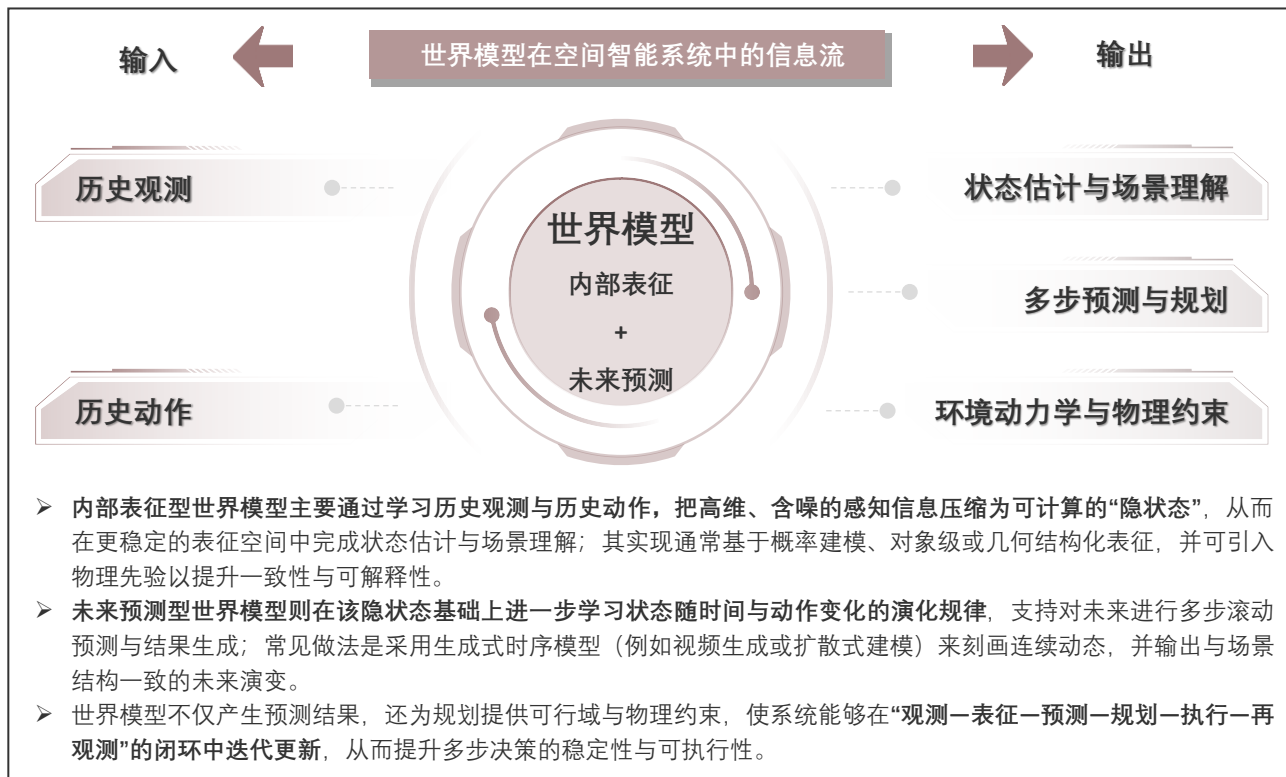 输入
世界模型在空间智能系统中的信息流
输出
历史观测
历史动作
世界模型
内部表征
+
未来预测
状态估计与场景理解
多步预测与规划
环境动力学与物理约束
➢ 内部表征型世界模型主要通过学习历史观测与历史动作，把高维、含噪的感知信息压缩为可计算的“隐状态”，从而
在更稳定的表征空间中完成状态估计与场景理解；其实现通常基于概率建模、对象级或几何结构化表征，并可引入
物理先验以提升一致性与可解释性。
➢ 未来预测型世界模型则在该隐状态基础上进一步学习状态随时间与动作变化的演化规律，支持对未来进行多步滚动
预测与结果生成；常见做法是采用生成式时序模型（例如视频生成或扩散式建模）来刻画连续动态，并输出与场景
结构一致的未来演变。
➢ 世界模型不仅产生预测结果，还为规划提供可行域与物理约束，使系统能够在“观测—表征—预测—规划—执行—再
观测”的闭环中迭代更新，从而提升多步决策的稳定性与可执行性。